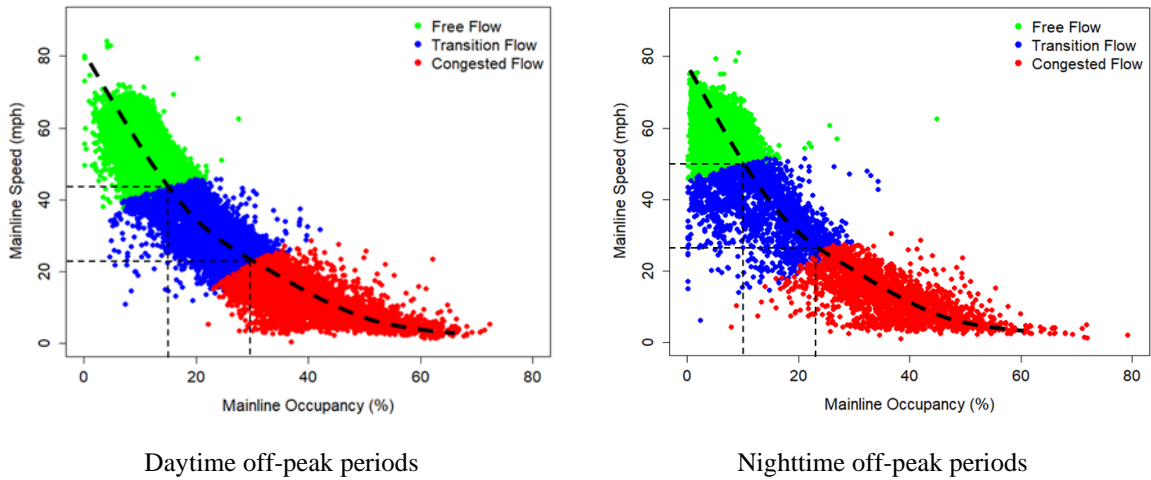 Free Flow
Transition Flow
Congested Flow
Mainline Speed (mph)
80
60
40
20
0
0 20 40 60 80
Mainline Occupancy (%)
Daytime off-peak periods
Free Flow
Transition Flow
Congested Flow
Mainline Speed (mph)
80
60
40
20
0
0 20 40 60 80
Mainline Occupancy (%)
Nighttime off-peak periods